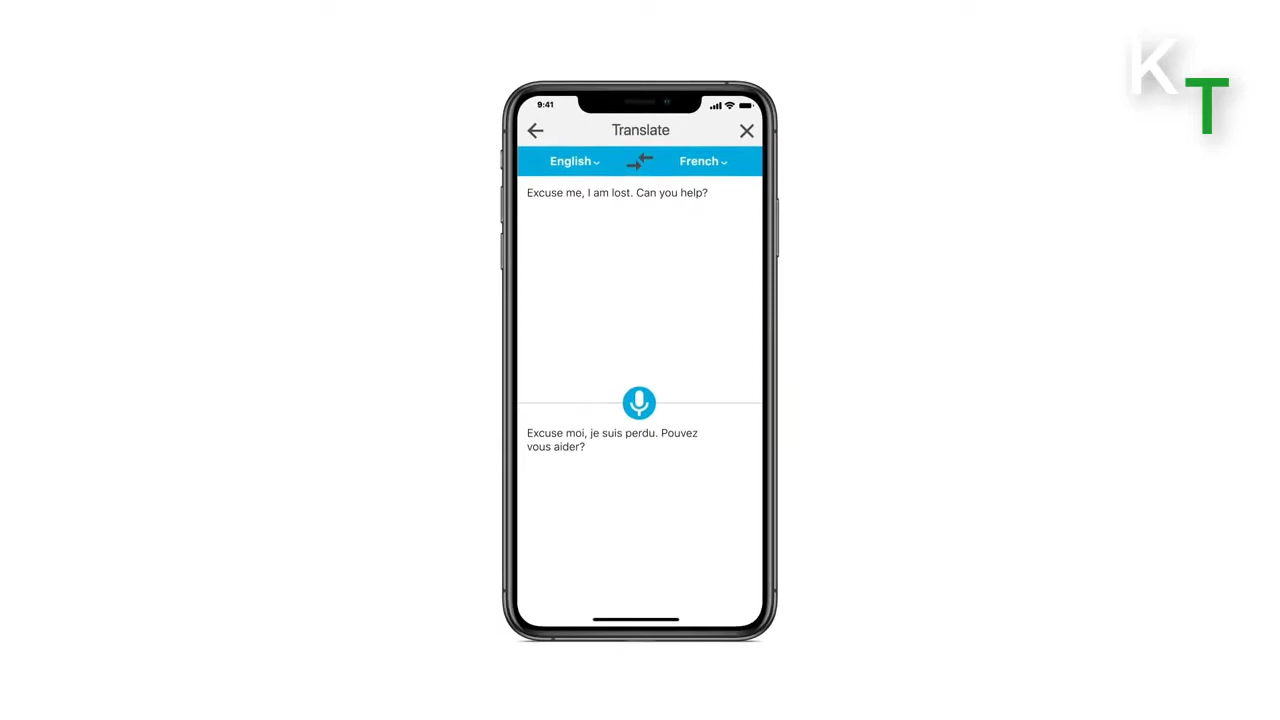 K
T
9:41
Translate
English
French
Excuse me, I am lost. Can you help?
Excuse moi, je suis perdu. Pouvez
vous aider?